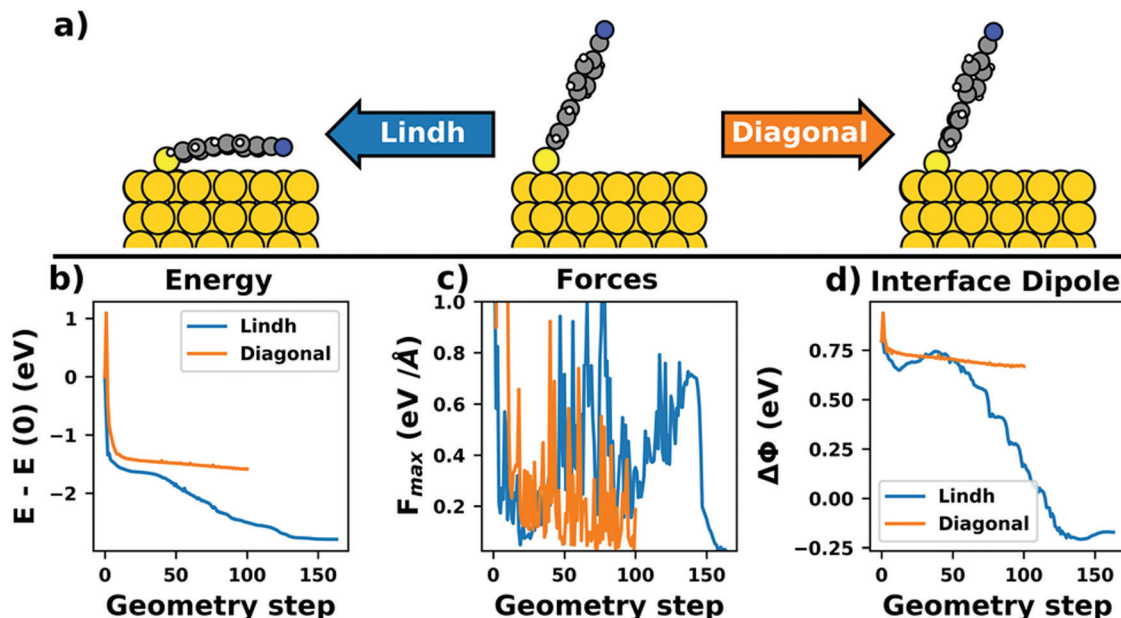 a)
Lindh
Diagonal
b) Energy
c) Forces
d) Interface Dipole
E - E (0) (eV)
1
0
−1
−2
Lindh
Diagonal
0 50 100 150
Geometry step
F_max (eV /Å)
1.0
0.8
0.6
0.4
0.2
0 50 100 150
Geometry step
ΔΦ (eV)
0.75
0.50
0.25
0.00
−0.25
Lindh
Diagonal
0 50 100 150
Geometry step